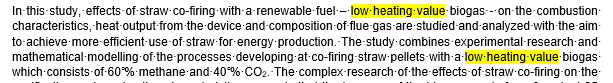 In this study, effects of straw co-firing with a renewable fuel – low heating value biogas - on the combustion
characteristics, heat output from the device and composition of flue gas are studied and analyzed with the aim
to achieve more efficient use of straw for energy production. The study combines experimental research and
mathematical modelling of the processes developing at co-firing straw pellets with a low heating value biogas
which consists of 60% methane and 40% CO₂. The complex research of the effects of straw co-firing on the